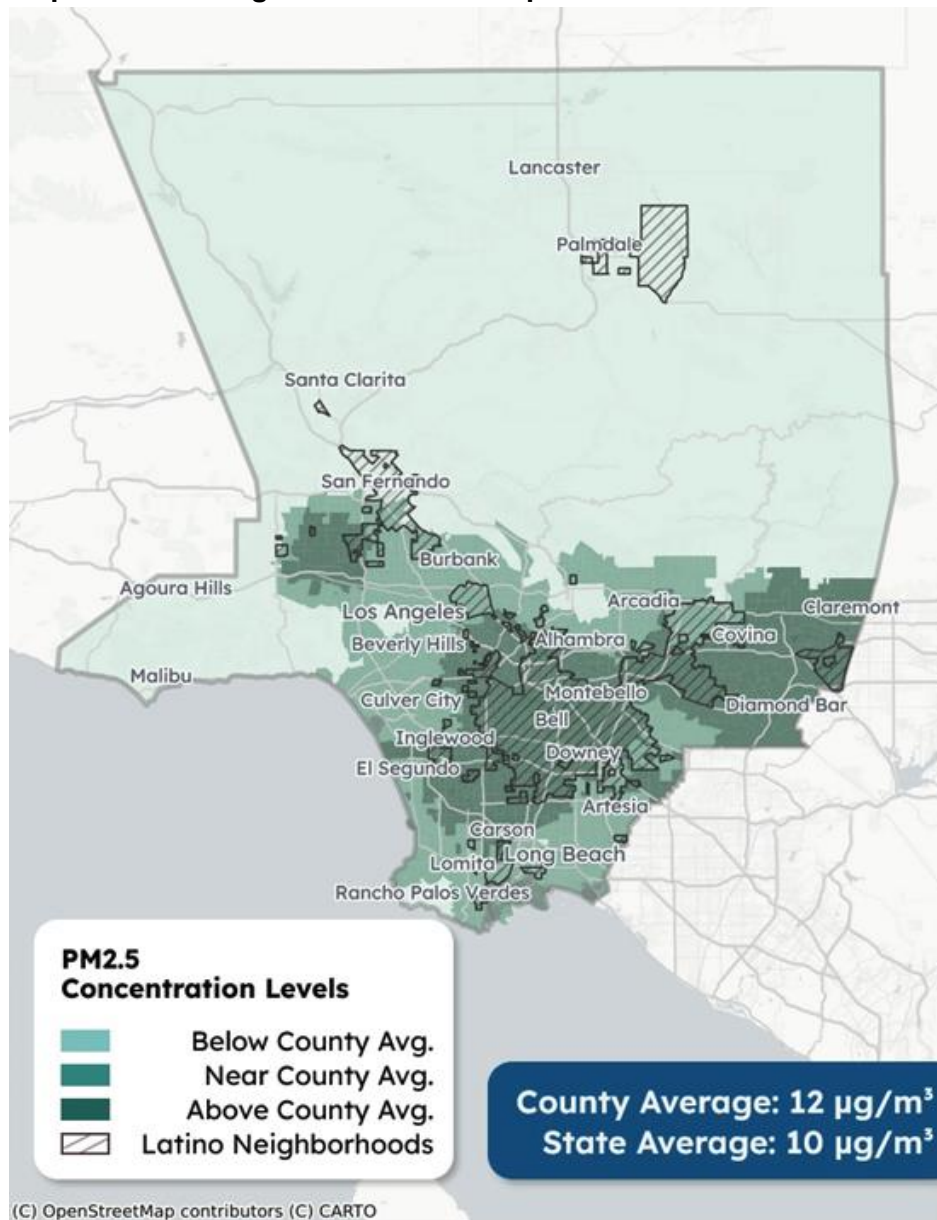 Lancaster
Palmdale
Santa Clarita
San Fernando
Burbank
Agoura Hills
Los Angeles
Arcadia
Claremont
Beverly Hills
Alhambra
Covina
Malibu
Culver City
Montebello
Diamond Bar
Bell
Inglewood
Downey
El Segundo
Artesia
Carson
Lomita
Long Beach
Rancho Palos Verdes
PM2.5
Concentration Levels
Below County Avg.
Near County Avg.
Above County Avg.
Latino Neighborhoods
County Average: 12 µg/m³
State Average: 10 µg/m³
(C) OpenStreetMap contributors (C) CARTO